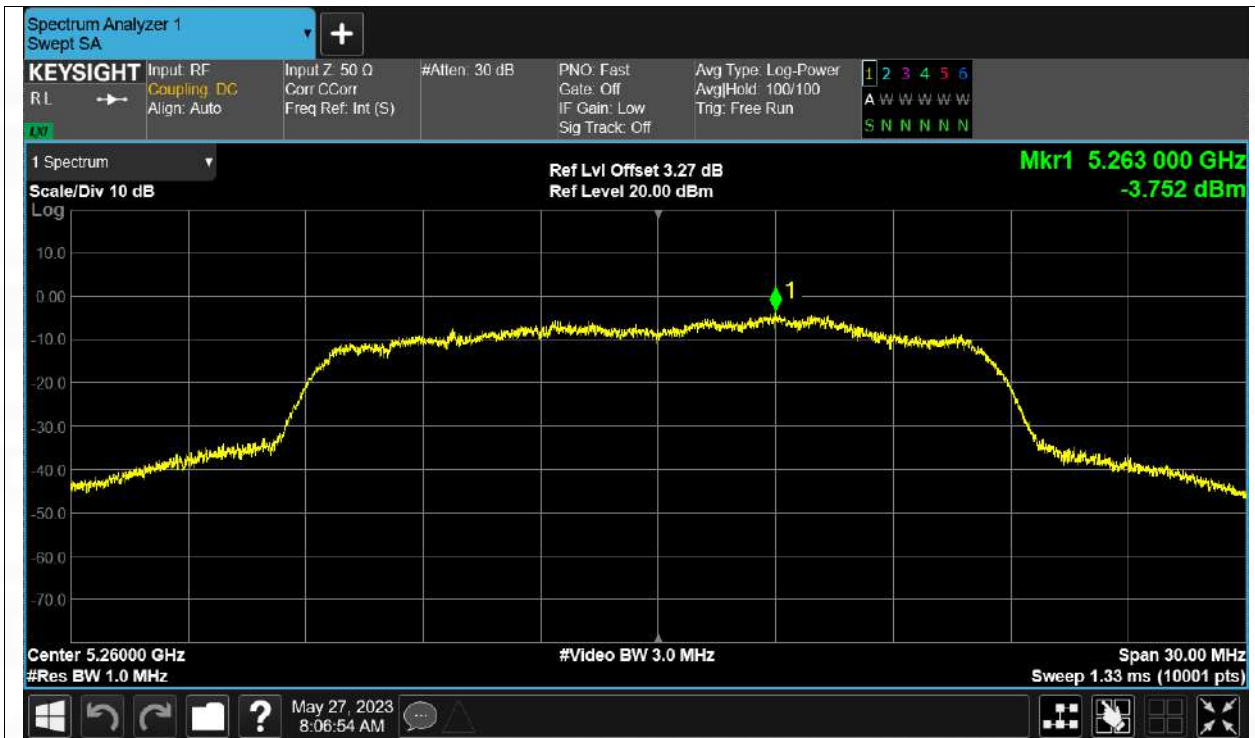 Spectrum Analyzer 1
Swept SA
KEYSIGHT
RL
LXI
Input: RF
Coupling: DC
Align: Auto
Input Z: 50 Ω
Corr CCorr
Freq Ref: Int (S)
#Atten: 30 dB
PNO: Fast
Gate: Off
IF Gain: Low
Sig Track: Off
Avg Type: Log-Power
Avg|Hold: 100/100
Trig: Free Run
1 2 3 4 5 6
A W W W W W
S N N N N N
1 Spectrum
Scale/Div 10 dB
Log
Ref Lvl Offset 3.27 dB
Ref Level 20.00 dBm
Mkr1 5.263 000 GHz
-3.752 dBm
10.0
0.00
-10.0
-20.0
-30.0
-40.0
-50.0
-60.0
-70.0
1
Center 5.26000 GHz
#Res BW 1.0 MHz
#Video BW 3.0 MHz
Span 30.00 MHz
Sweep 1.33 ms (10001 pts)
?
May 27, 2023
8:06:54 AM